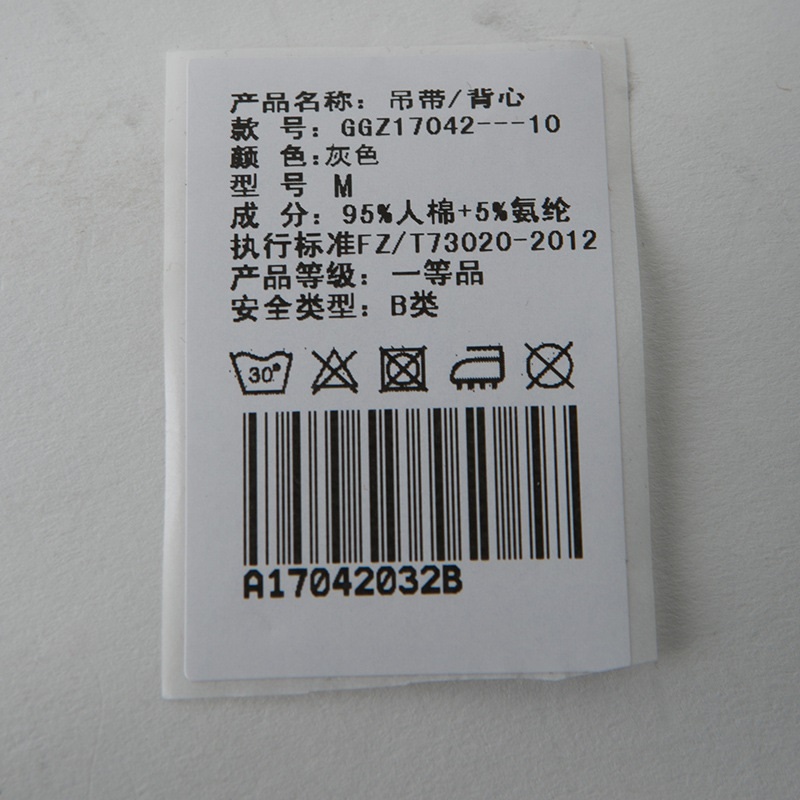 产品名称：吊带/背心
款 号：GGZ17042---10
颜 色：灰色
型 号 M
成 分：95%人棉+5%氨纶
执行标准FZ/T73020-2012
产品等级：一等品
安全类型：B类
30°
A17042032B